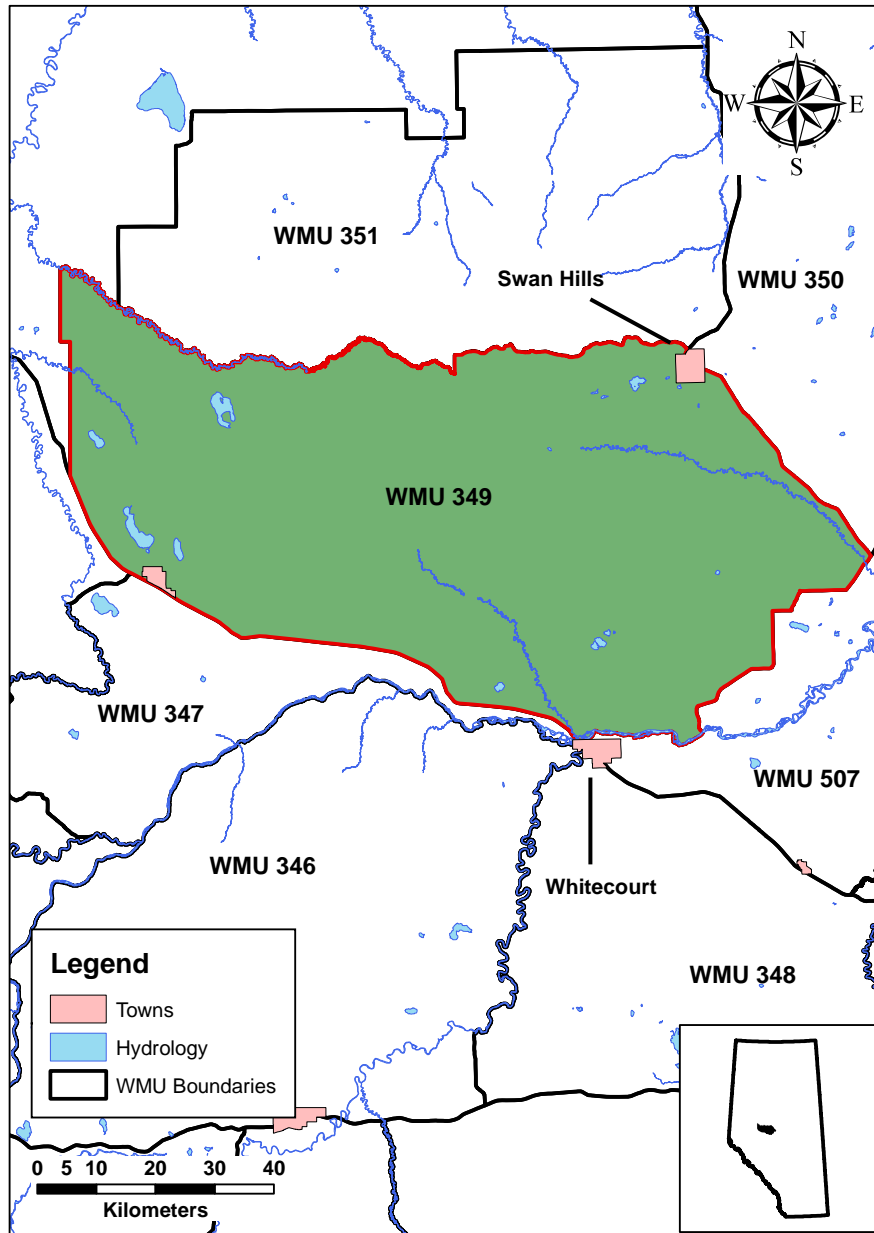 N
W E
S
WMU 351
WMU 350
Swan Hills
WMU 349
WMU 347
WMU 507
WMU 346
Whitecourt
WMU 348
Legend
Towns
Hydrology
WMU Boundaries
0 5 10 20 30 40
Kilometers